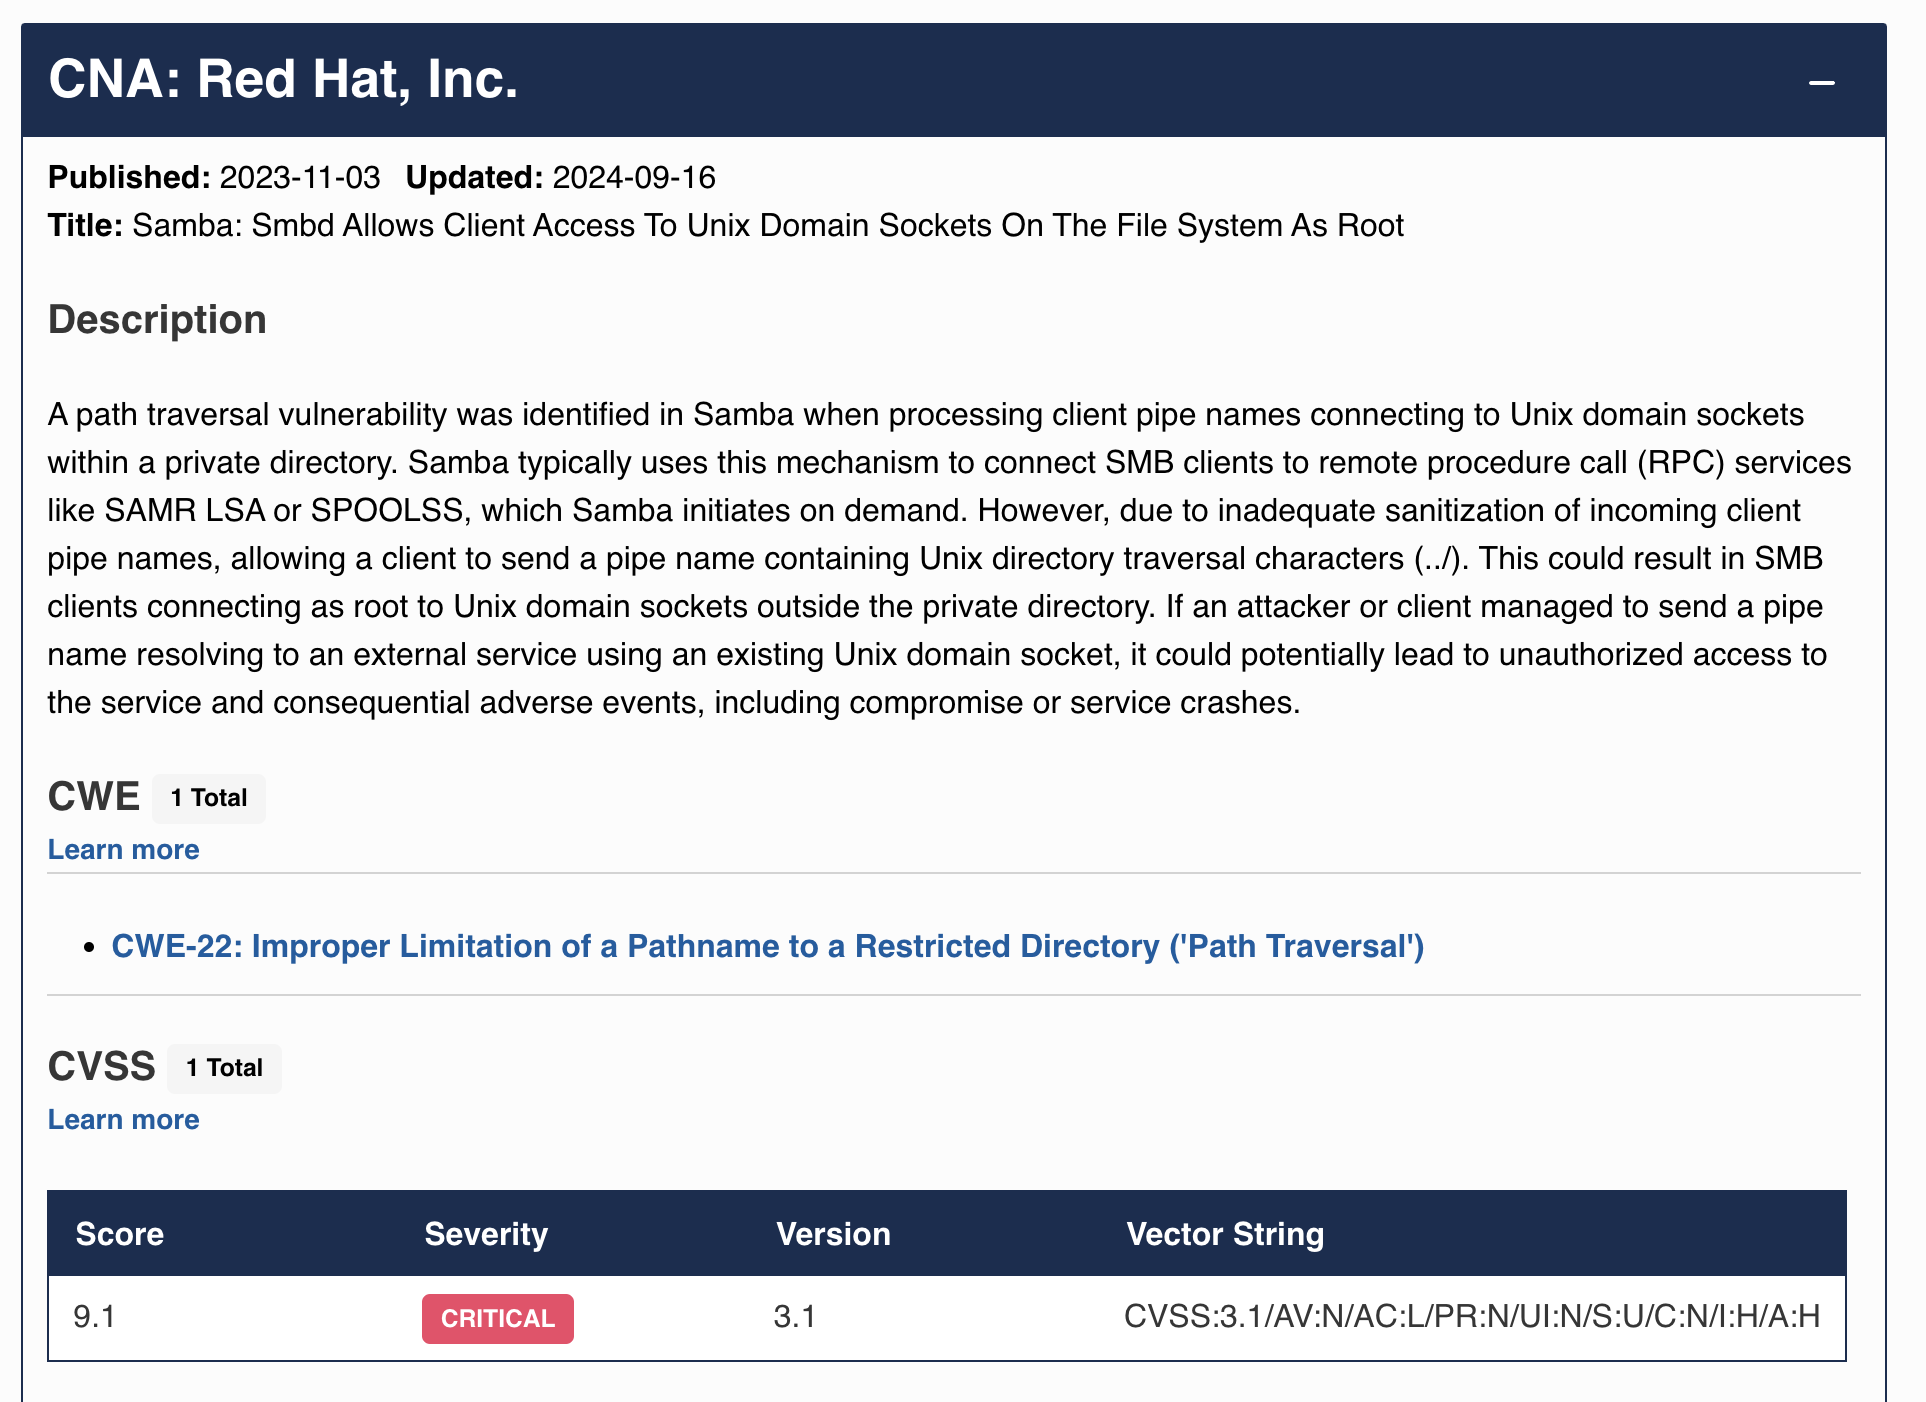 CNA: Red Hat, Inc.
Published: 2023-11-03 Updated: 2024-09-16
Title: Samba: Smbd Allows Client Access To Unix Domain Sockets On The File System As Root
Description
A path traversal vulnerability was identified in Samba when processing client pipe names connecting to Unix domain sockets
within a private directory. Samba typically uses this mechanism to connect SMB clients to remote procedure call (RPC) services
like SAMR LSA or SPOOLSS, which Samba initiates on demand. However, due to inadequate sanitization of incoming client
pipe names, allowing a client to send a pipe name containing Unix directory traversal characters (../). This could result in SMB
clients connecting as root to Unix domain sockets outside the private directory. If an attacker or client managed to send a pipe
name resolving to an external service using an existing Unix domain socket, it could potentially lead to unauthorized access to
the service and consequential adverse events, including compromise or service crashes.
CWE 1 Total
Learn more
• CWE-22: Improper Limitation of a Pathname to a Restricted Directory ('Path Traversal')
CVSS 1 Total
Learn more
Score Severity Version Vector String
9.1 CRITICAL 3.1 CVSS:3.1/AV:N/AC:L/PR:N/UI:N/S:U/C:N/I:H/A:H